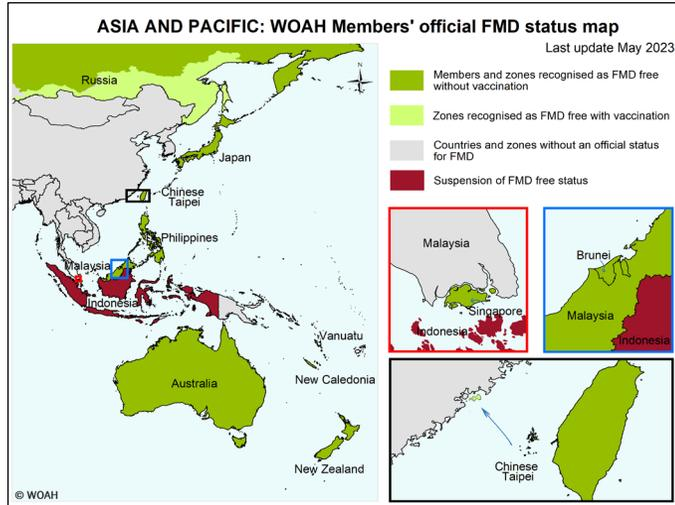 ASIA AND PACIFIC: WOAH Members' official FMD status map
Last update May 2023
N
Members and zones recognised as FMD free
without vaccination
Zones recognised as FMD free with vaccination
Countries and zones without an official status
for FMD
Suspension of FMD free status
Russia
Japan
Chinese
Taipei
Philippines
Malaysia
Indonesia
Vanuatu
New Caledonia
Australia
New Zealand
© WOAH
Malaysia
Singapore
Indonesia
Brunei
Malaysia
Indonesia
Chinese
Taipei